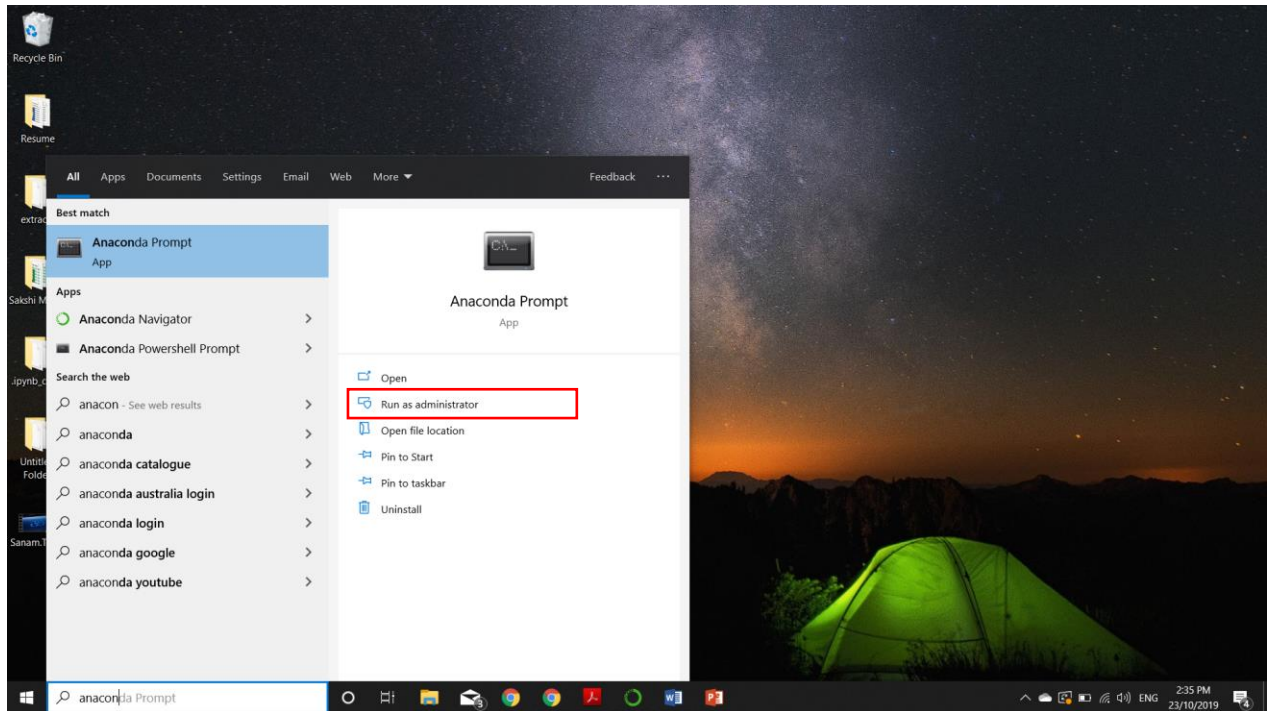 Recycle Bin
Resume
extrac
Sakshi M
.ipynb_c
Untitle
Folde
Sanam.T
All Apps Documents Settings Email Web More Feedback ...
Best match
Anaconda Prompt
App
Apps
Anaconda Navigator
Anaconda Powershell Prompt
Search the web
anacon - See web results
anaconda
anaconda catalogue
anaconda australia login
anaconda login
anaconda google
anaconda youtube
C:\_
Anaconda Prompt
App
Open
Run as administrator
Open file location
Pin to Start
Pin to taskbar
Uninstall
anaconda Prompt
3
ENG
2:35 PM
23/10/2019
4